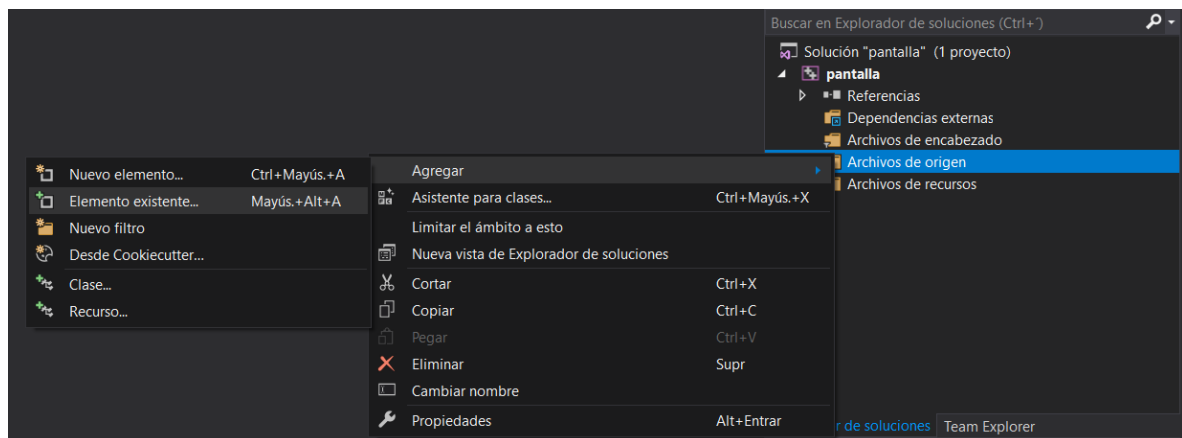 Buscar en Explorador de soluciones (Ctrl+´)
Solución "pantalla" (1 proyecto)
pantalla
Referencias
Dependencias externas
Archivos de encabezado
Archivos de origen
Archivos de recursos
Agregar
Asistente para clases... Ctrl+Mayús.+X
Limitar el ámbito a esto
Nueva vista de Explorador de soluciones
Cortar Ctrl+X
Copiar Ctrl+C
Pegar Ctrl+V
Eliminar Supr
Cambiar nombre
Propiedades Alt+Entrar
Nuevo elemento... Ctrl+Mayús.+A
Elemento existente... Mayús.+Alt+A
Nuevo filtro
Desde Cookiecutter...
Clase...
Recurso...
r de soluciones Team Explorer